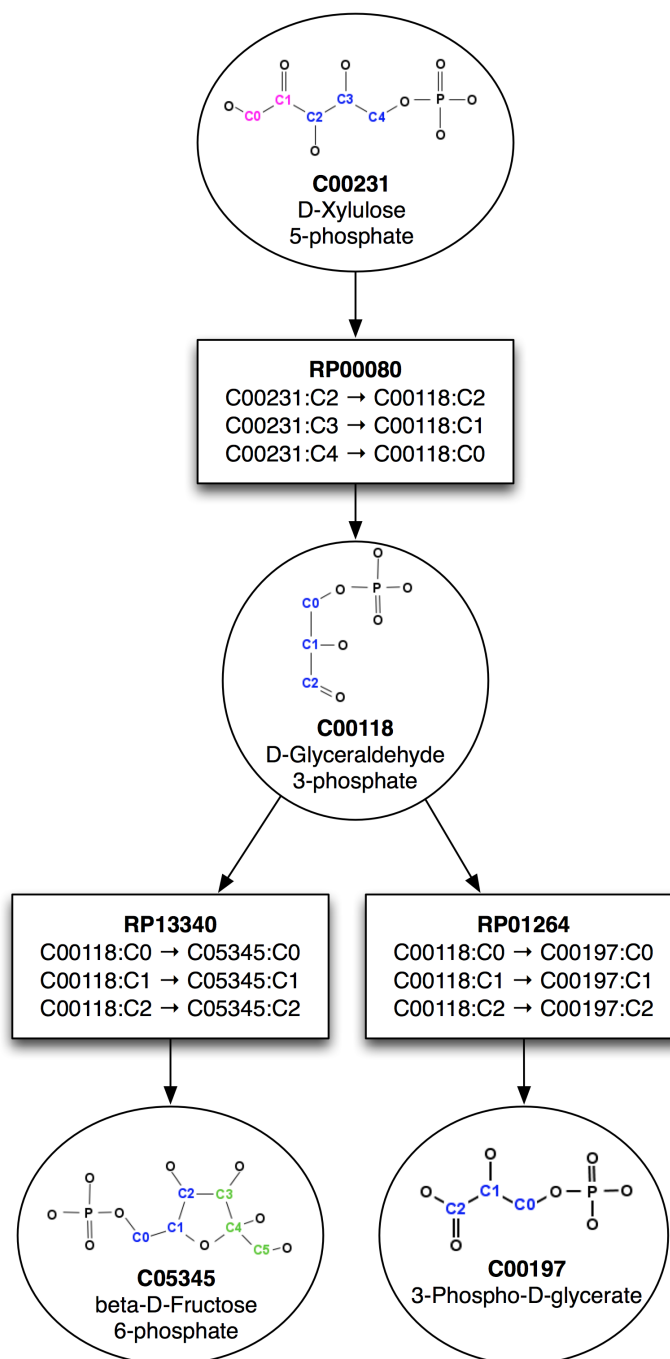 O
O
O
O
C1
C3
O
P
O
C0
C2
C4
O
O
C00231
D-Xylulose
5-phosphate
RP00080
C00231:C2 → C00118:C2
C00231:C3 → C00118:C1
C00231:C4 → C00118:C0
O
O
P
O
C0
O
C1
O
C2
O
C00118
D-Glyceraldehyde
3-phosphate
RP13340
C00118:C0 → C05345:C0
C00118:C1 → C05345:C1
C00118:C2 → C05345:C2
RP01264
C00118:C0 → C00197:C0
C00118:C1 → C00197:C1
C00118:C2 → C00197:C2
O
O
O
C2
C3
O
P
O
C1
C4
O
O
C0
O
C5
O
C05345
beta-D-Fructose
6-phosphate
O
O
O
C1
O
P
O
C2
C0
O
O
C00197
3-Phospho-D-glycerate